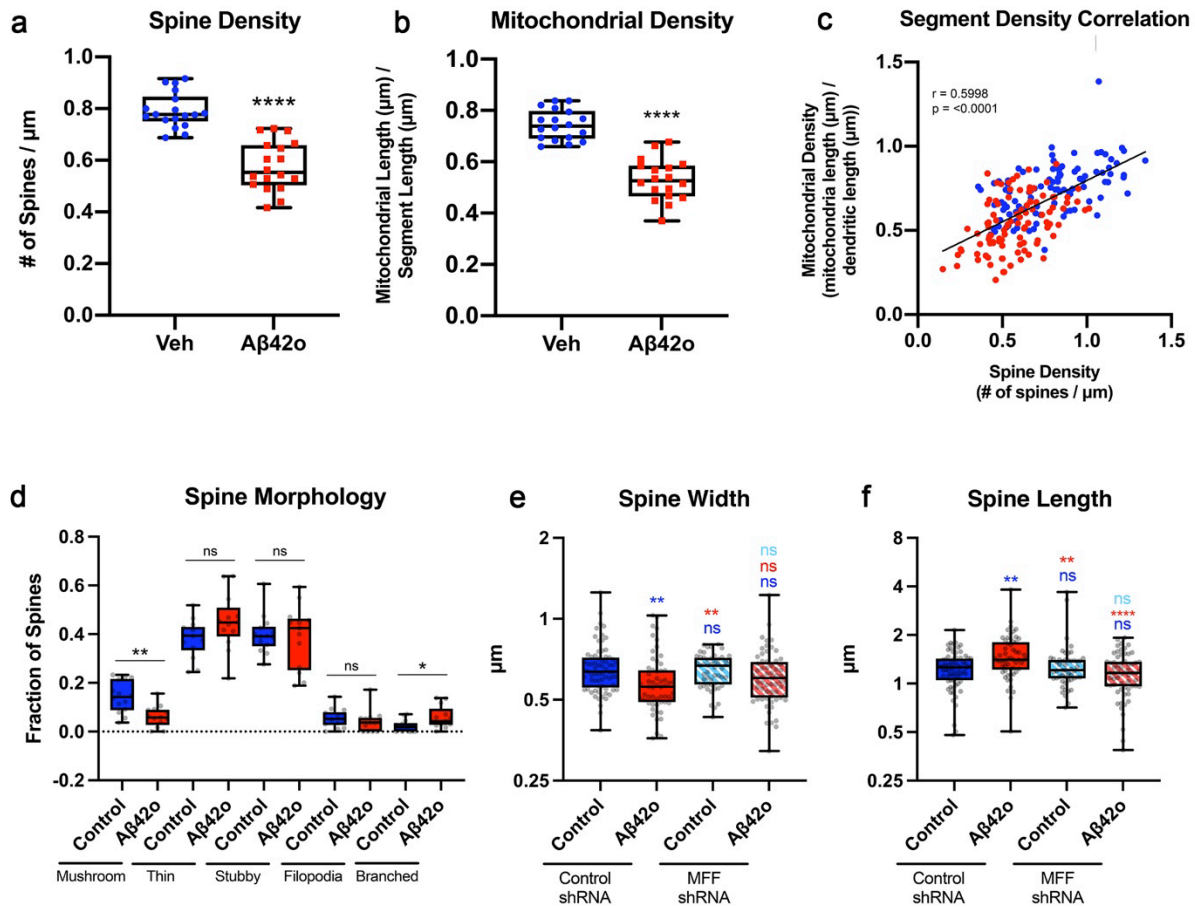 a
Spine Density
# of Spines / μm
1.0
0.8
0.6
0.4
0.2
0.0
****
Veh
Aβ42o
b
Mitochondrial Density
Mitochondrial Length (μm) /
Segment Length (μm)
1.0
0.8
0.6
0.4
0.2
0.0
****
Veh
Aβ42o
c
Segment Density Correlation
Mitochondrial Density
(mitochondria length (μm) /
dendritic length (μm))
1.5
1.0
0.5
0.0
r = 0.5998
p = <0.0001
0.0
0.5
1.0
1.5
Spine Density
(# of spines / μm)
d
Spine Morphology
Fraction of Spines
0.8
0.6
0.4
0.2
0.0
-0.2
**
ns
ns
ns
*
Control
Aβ42o
Control
Aβ42o
Control
Aβ42o
Control
Aβ42o
Control
Aβ42o
Mushroom
Thin
Stubby
Filopodia
Branched
e
Spine Width
μm
2
1
0.5
0.25
**
**
ns
ns
ns
ns
Control
Aβ42o
Control
Aβ42o
Control
shRNA
MFF
shRNA
f
Spine Length
μm
8
4
2
1
0.5
0.25
**
**
ns
ns
****
ns
Control
Aβ42o
Control
Aβ42o
Control
shRNA
MFF
shRNA